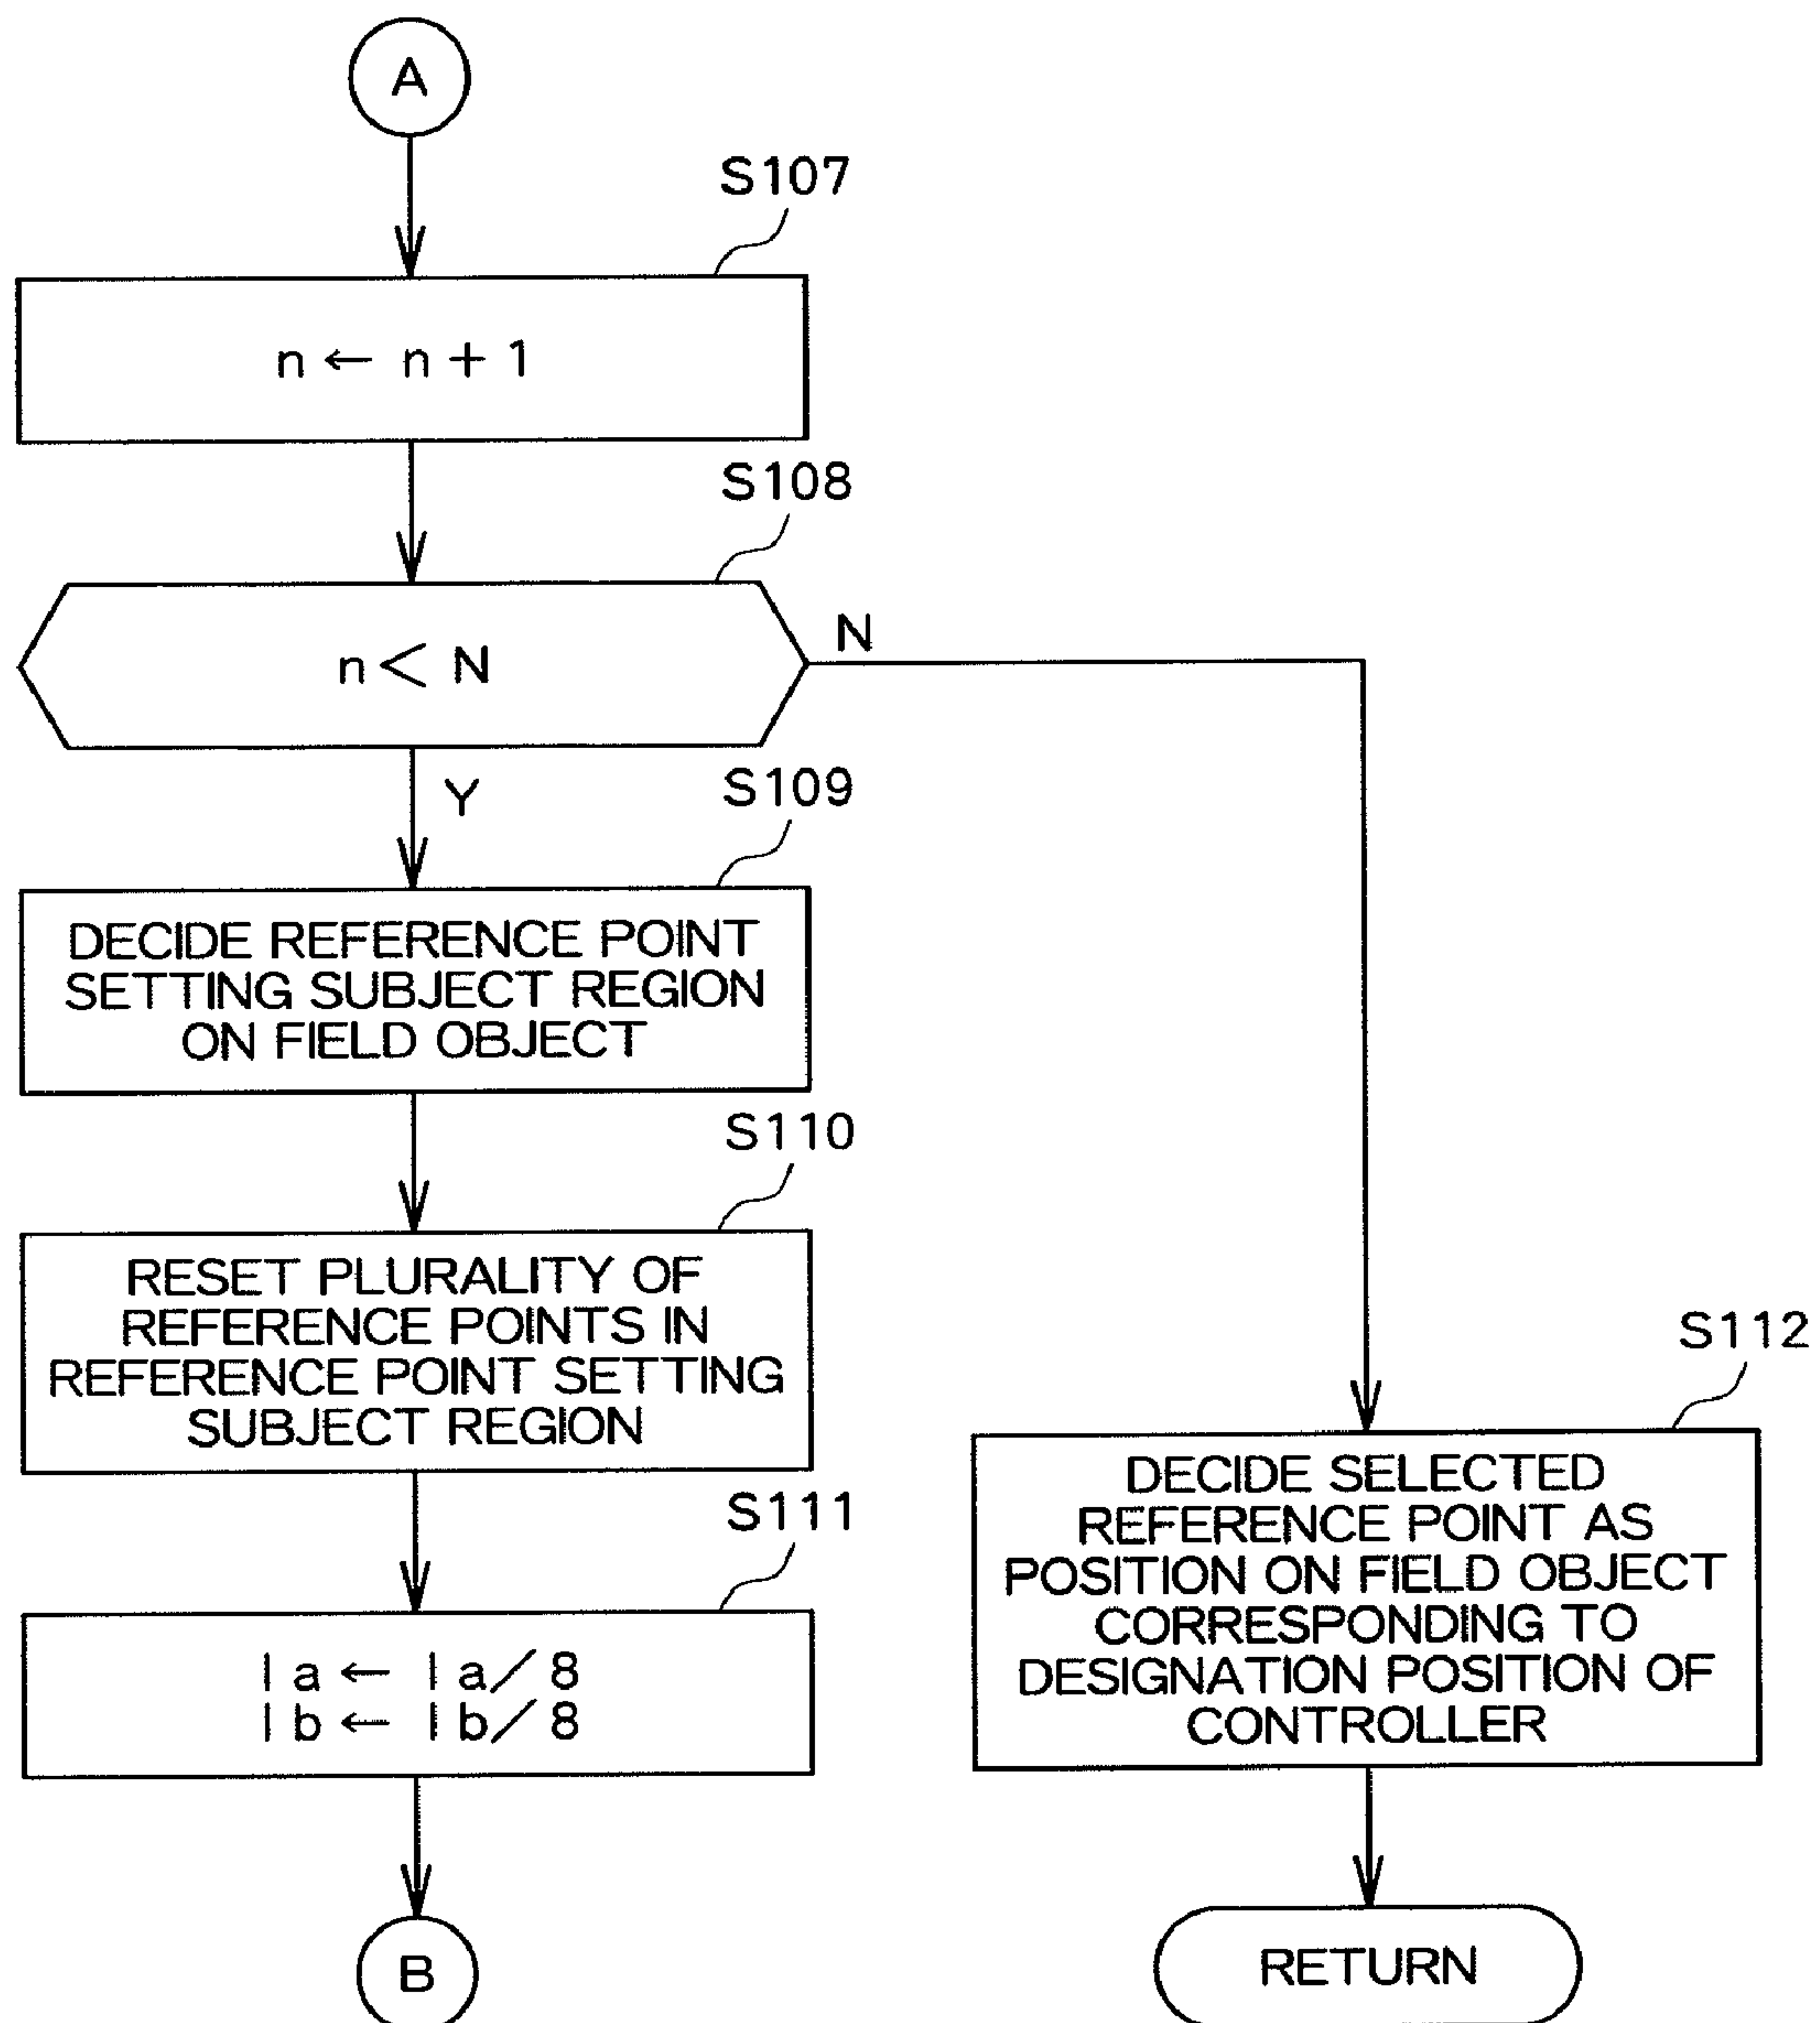 A
S107
n ← n + 1
S108
n < N
N
Y
S109
DECIDE REFERENCE POINT
SETTING SUBJECT REGION
ON FIELD OBJECT
S110
RESET PLURALITY OF
REFERENCE POINTS IN
REFERENCE POINT SETTING
SUBJECT REGION
S111
la ← la/8
lb ← lb/8
B
S112
DECIDE SELECTED
REFERENCE POINT AS
POSITION ON FIELD OBJECT
CORRESPONDING TO
DESIGNATION POSITION OF
CONTROLLER
RETURN